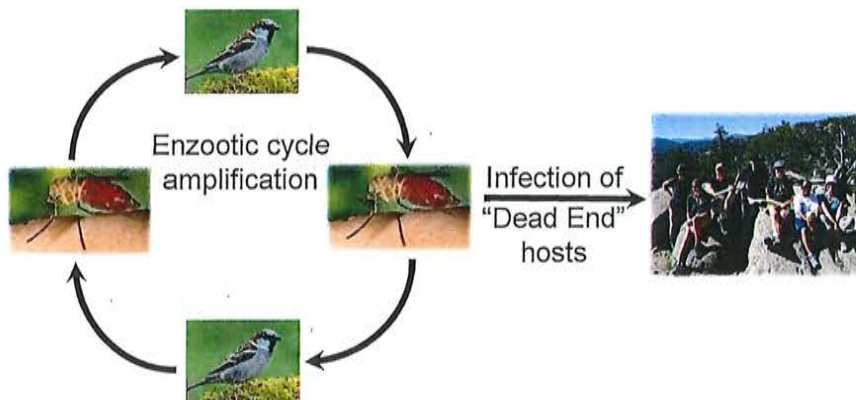 Enzootic cycle
amplification
Infection of
"Dead End"
hosts